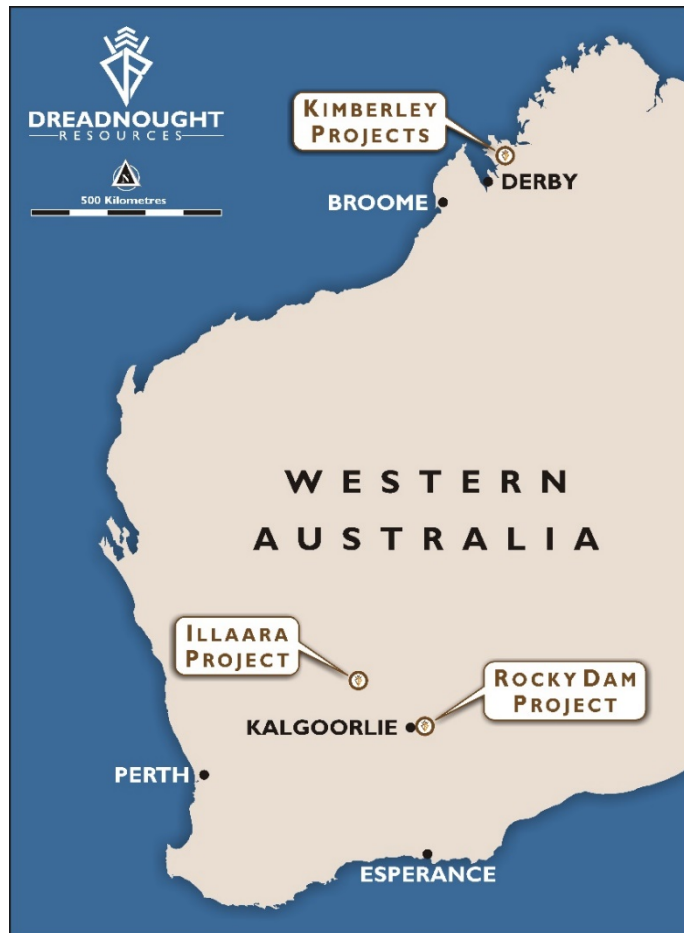 DREADNOUGHT
RESOURCES
N
500 Kilometres
KIMBERLEY
PROJECTS
DERBY
BROOME
WESTERN
AUSTRALIA
ILLAARA
PROJECT
ROCKY DAM
PROJECT
KALGOORLIE
PERTH
ESPERANCE